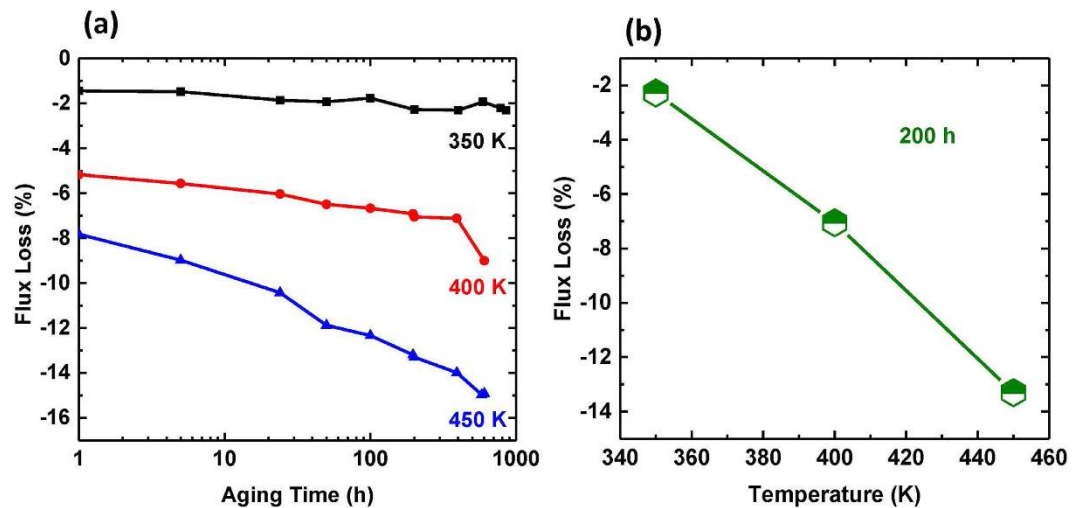 (a)
0
-2
-4
-6
-8
-10
-12
-14
-16
Flux Loss (%)
350 K
400 K
450 K
1 10 100 1000
Aging Time (h)
(b)
-2
-4
-6
-8
-10
-12
-14
Flux Loss (%)
200 h
340 360 380 400 420 440 460
Temperature (K)